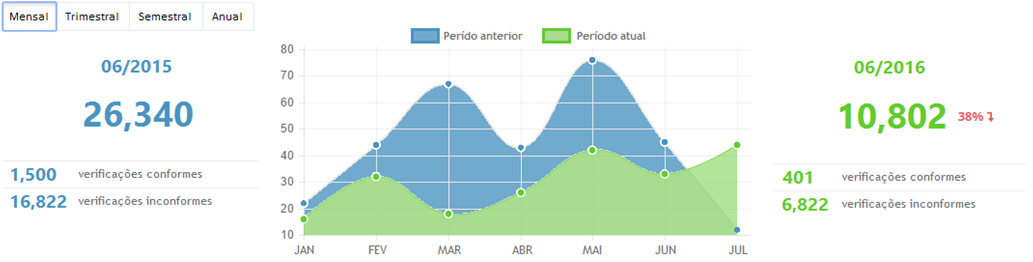 Mensal Trimestral Semestral Anual
06/2015
26,340
1,500 verificações conformes
16,822 verificações inconformes
Perído anterior Período atual
80
70
60
50
40
30
20
10
JAN FEV MAR ABR MAI JUN JUL
06/2016
10,802 38%
401 verificações conformes
6,822 verificações inconformes